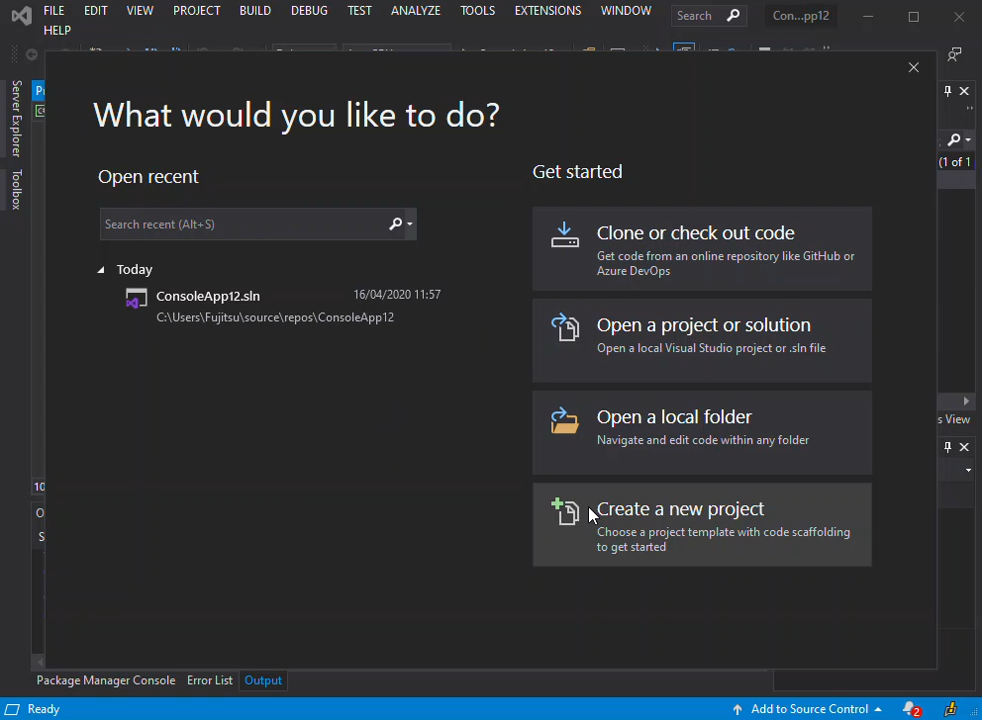 FILE EDIT VIEW PROJECT BUILD DEBUG TEST ANALYZE TOOLS EXTENSIONS WINDOW Search Con...pp12
HELP
Server Explorer
Toolbox
What would you like to do?
Open recent
Search recent (Alt+S)
Today
ConsoleApp12.sln 16/04/2020 11:57
C:\Users\Fujitsu\source\repos\ConsoleApp12
Get started
Clone or check out code
Get code from an online repository like GitHub or
Azure DevOps
Open a project or solution
Open a local Visual Studio project or .sln file
Open a local folder
Navigate and edit code within any folder
Create a new project
Choose a project template with code scaffolding
to get started
(1 of 1
s View
10
Package Manager Console Error List Output
Ready Add to Source Control 2